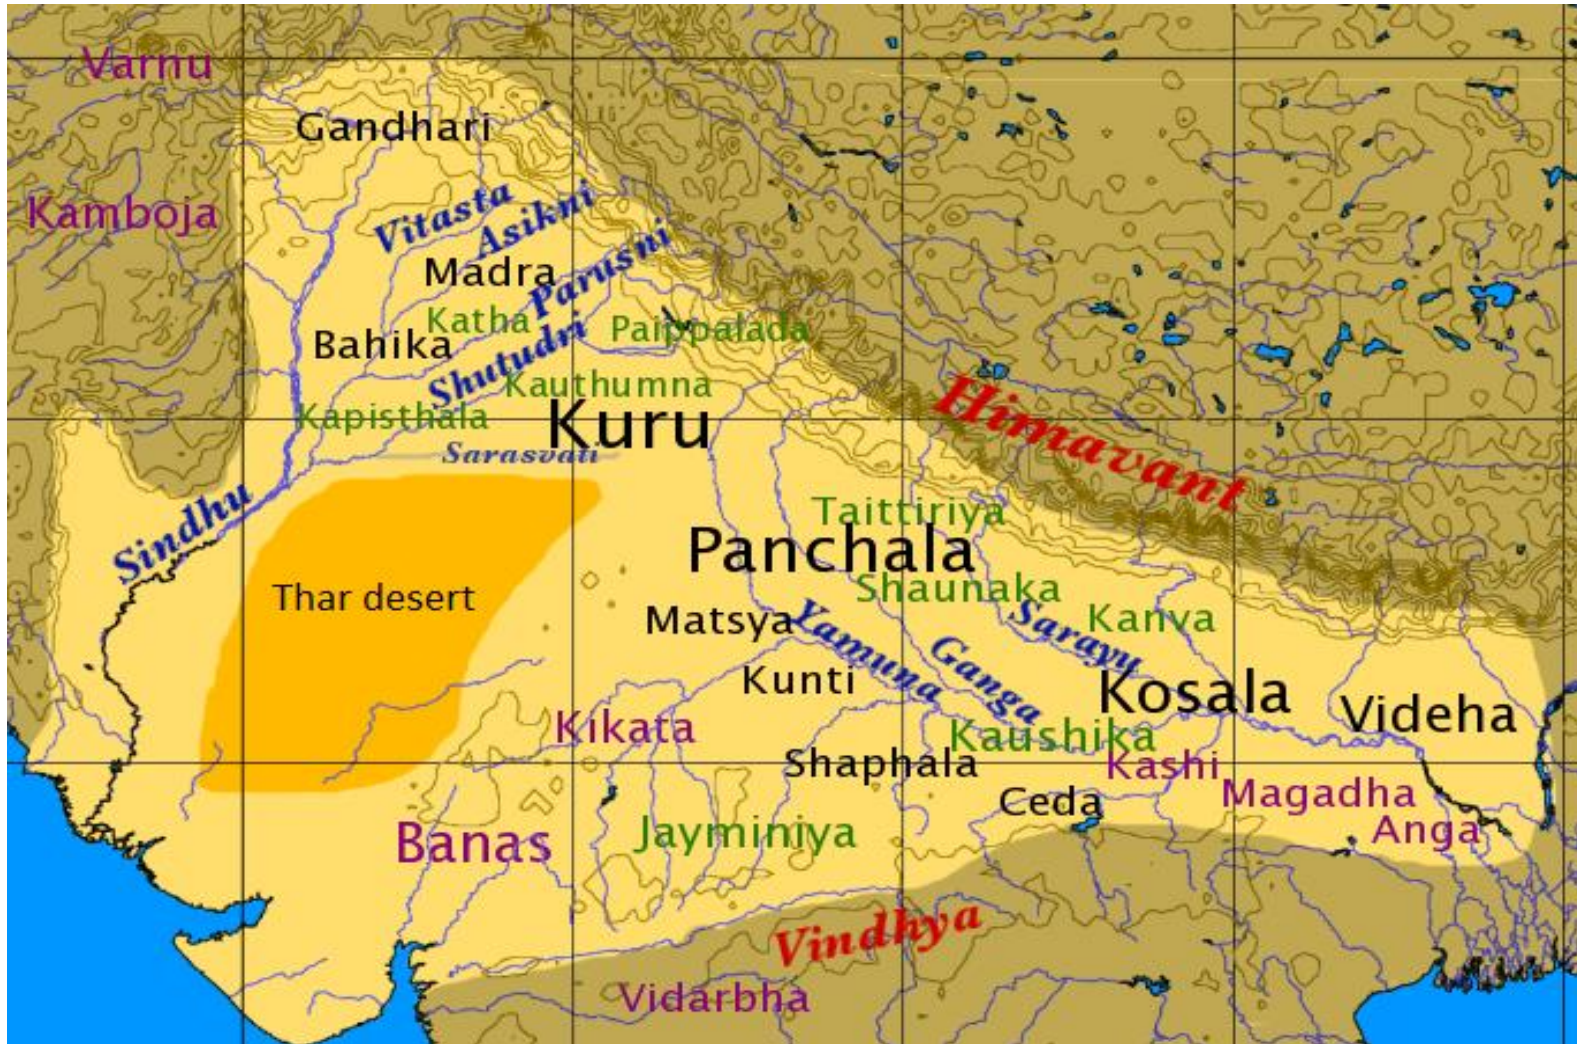 Varnu
Gandhari
Kamboja
Vitasta
Asikni
Parusni
Madra
Katha
Paippalada
Bahika
Shutudri
Kauthumna
Kapisthala
Kuru
Himavant
Sarasvati
Sindhu
Taittiriya
Panchala
Thar desert
Shaunaka
Matsya
Yamuna
Sarayu
Kanva
Ganga
Kunti
Kosala
Videha
Kikata
Kaushika
Shaphala
Kashi
Ceda
Magadha
Banas
Jayminiya
Anga
Vindhya
Vidarbha